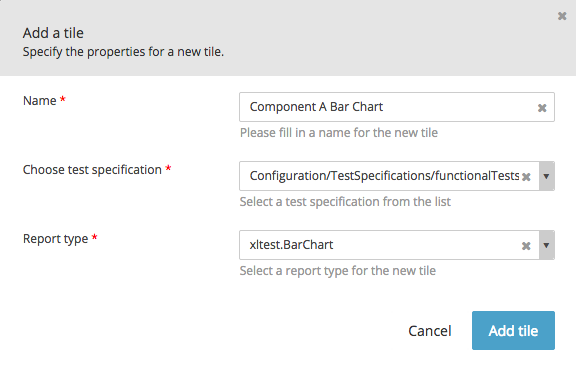 Add a tile
Specify the properties for a new tile.
Name *
Component A Bar Chart
Please fill in a name for the new tile
Choose test specification *
Configuration/TestSpecifications/functionalTests
Select a test specification from the list
Report type *
xltest.BarChart
Select a report type for the new tile
Cancel
Add tile